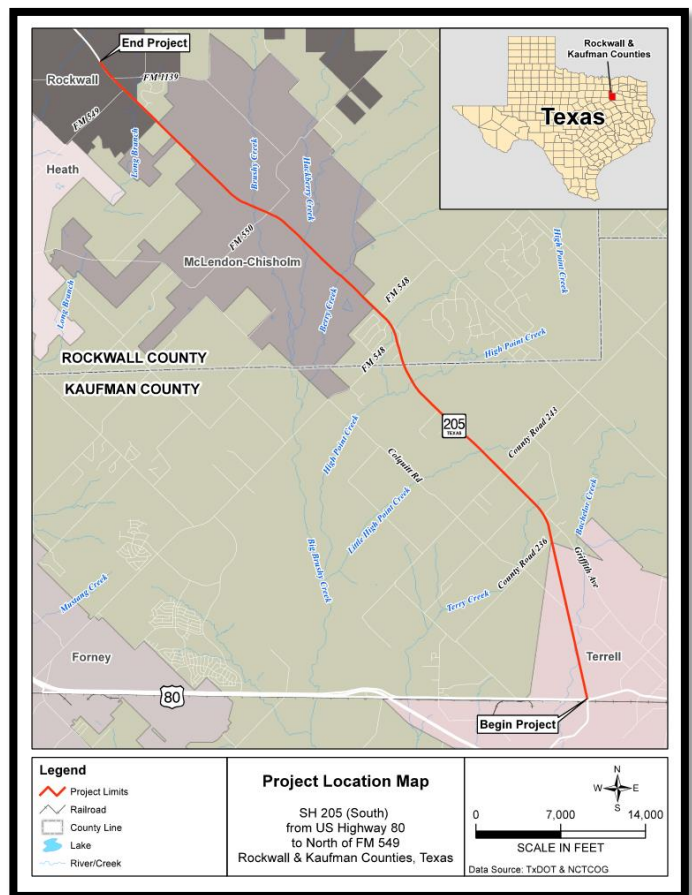 End Project
Rockwall
FM 1139
FM 549
Long Branch
Heath
Brushy Creek
Hackberry Creek
FM 550
McLendon-Chisholm
Berry Creek
FM 548
High Point Creek
Long Branch
ROCKWALL COUNTY
KAUFMAN COUNTY
FM 548
High Point Creek
205
TEXAS
County Road 243
High Point Creek
Colquitt Rd
Little High Point Creek
Big Brushy Creek
Bachelor Creek
County Road 236
Griffith Ave
Terry Creek
Mustang Creek
Forney
Terrell
80
Begin Project
Rockwall &
Kaufman Counties
Texas
Legend
Project Limits
Railroad
County Line
Lake
River/Creek
Project Location Map
SH 205 (South)
from US Highway 80
to North of FM 549
Rockwall & Kaufman Counties, Texas
N
W E
S
0 7,000 14,000
SCALE IN FEET
Data Source: TxDOT & NCTCOG